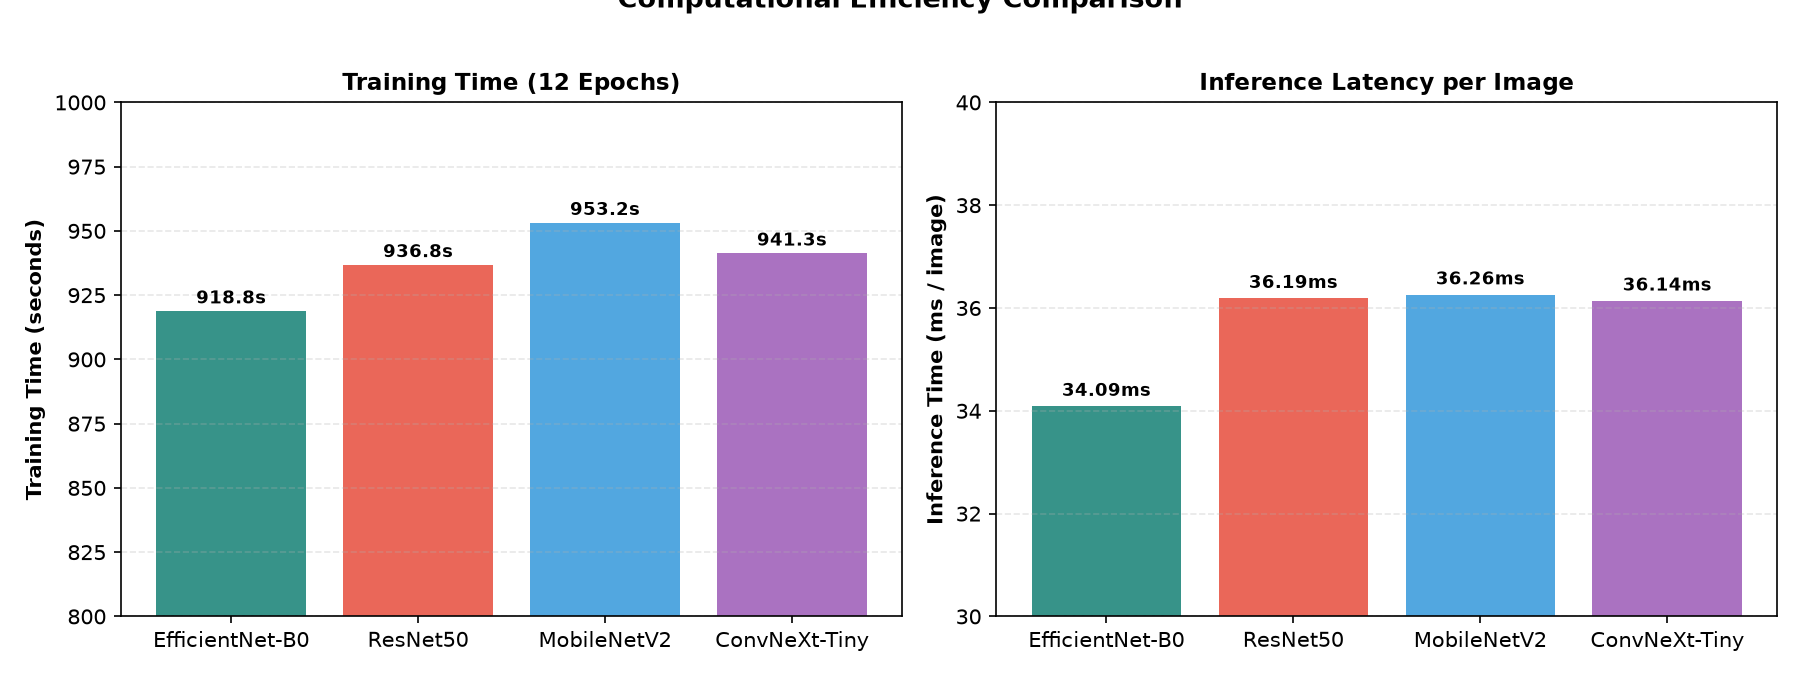 Computational Efficiency Comparison
Training Time (12 Epochs)
Training Time (seconds)
1000
975
950
925
900
875
850
825
800
918.8s
936.8s
953.2s
941.3s
EfficientNet-B0
ResNet50
MobileNetV2
ConvNeXt-Tiny
Inference Latency per Image
Inference Time (ms / image)
40
38
36
34
32
30
34.09ms
36.19ms
36.26ms
36.14ms
EfficientNet-B0
ResNet50
MobileNetV2
ConvNeXt-Tiny